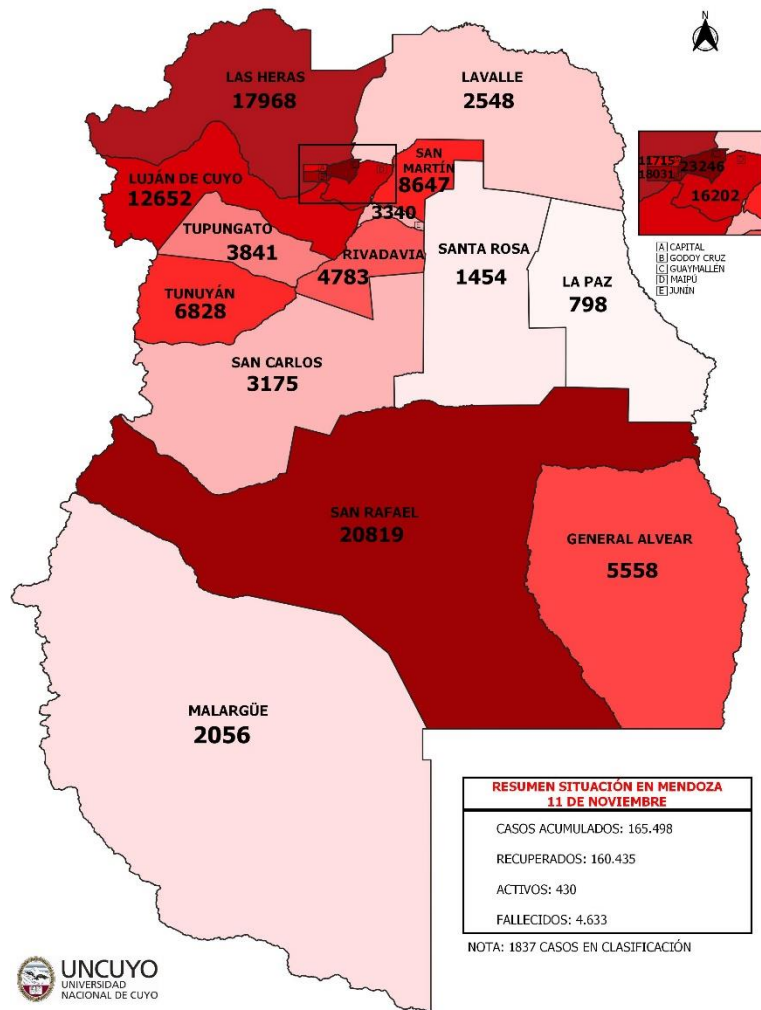 N
LAS HERAS
17968
LAVALLE
2548
SAN
MARTÍN
8647
LUJÁN DE CUYO
12652
3340
TUPUNGATO
3841
RIVADAVIA
4783
SANTA ROSA
1454
LA PAZ
798
TUNUYÁN
6828
SAN CARLOS
3175
11715
18031
23246
16202
A CAPITAL
B GODOY CRUZ
C GUAYMALLEN
D MAIPÚ
E JUNÍN
SAN RAFAEL
20819
GENERAL ALVEAR
5558
MALARGÜE
2056
RESUMEN SITUACIÓN EN MENDOZA
11 DE NOVIEMBRE
CASOS ACUMULADOS: 165.498
RECUPERADOS: 160.435
ACTIVOS: 430
FALLECIDOS: 4.633
NOTA: 1837 CASOS EN CLASIFICACIÓN
UNCUYO
UNIVERSIDAD
NACIONAL DE CUYO